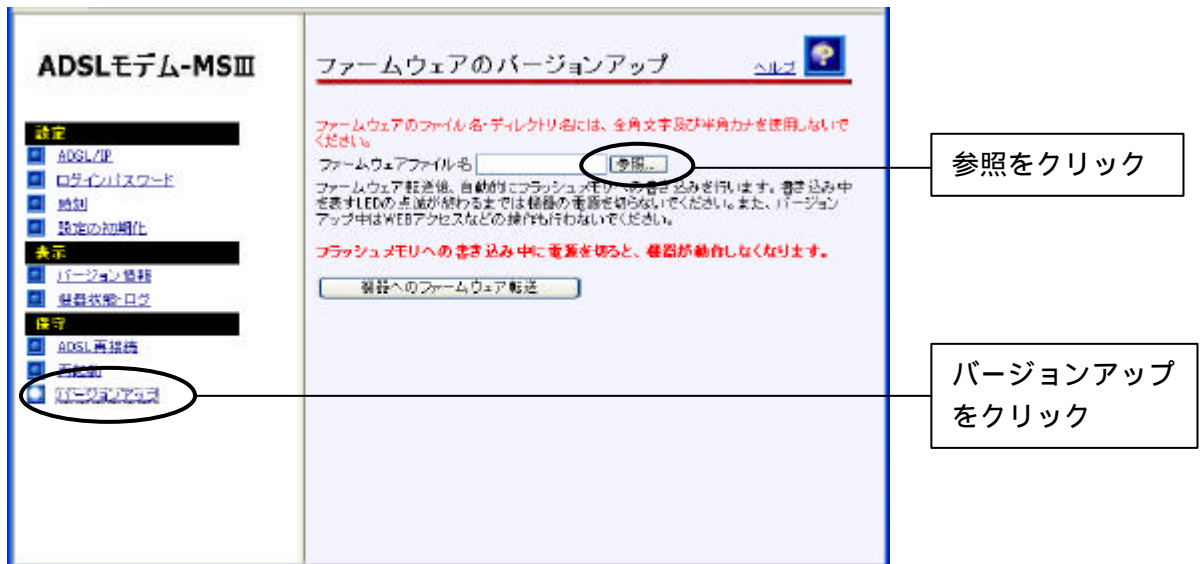 ADSLモデム-MSⅢ
設定
ADSL/IP
ログインパスワード
時刻
設定の初期化
表示
バージョン情報
機器状態・ログ
保守
ADSL再接続
再起動
バージョンアップ
ファームウェアのバージョンアップ
ヘルプ
ファームウェアのファイル名・ディレクトリ名には、全角文字及び半角カナを使用しないで
ください。
ファームウェアファイル名
参照...
ファームウェア転送後、自動的にフラッシュメモリへの書き込みを行います。書き込み中
を表すLEDの点滅が終わるまでは機器の電源を切らないでください。また、バージョン
アップ中はWEBアクセスなどの操作も行わないでください。
フラッシュメモリへの書き込み中に電源を切ると、機器が動作しなくなります。
機器へのファームウェア転送
参照をクリック
バージョンアップ
をクリック